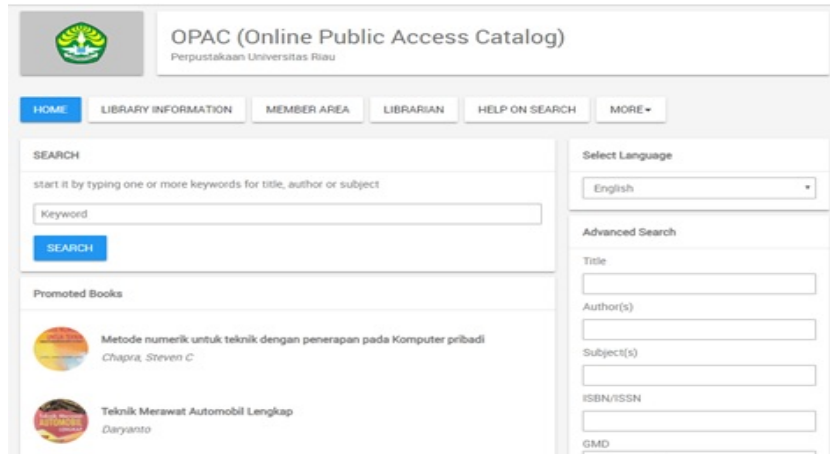 OPAC (Online Public Access Catalog)
Perpustakaan Universitas Riau
HOME
LIBRARY INFORMATION
MEMBER AREA
LIBRARIAN
HELP ON SEARCH
MORE
SEARCH
start it by typing one or more keywords for title, author or subject
Keyword
SEARCH
Promoted Books
Metode numerik untuk teknik dengan penerapan pada Komputer pribadi
Chapra, Steven C
Teknik Merawat Automobil Lengkap
Daryanto
Select Language
English
Advanced Search
Title
Author(s)
Subject(s)
ISBN/ISSN
GMD